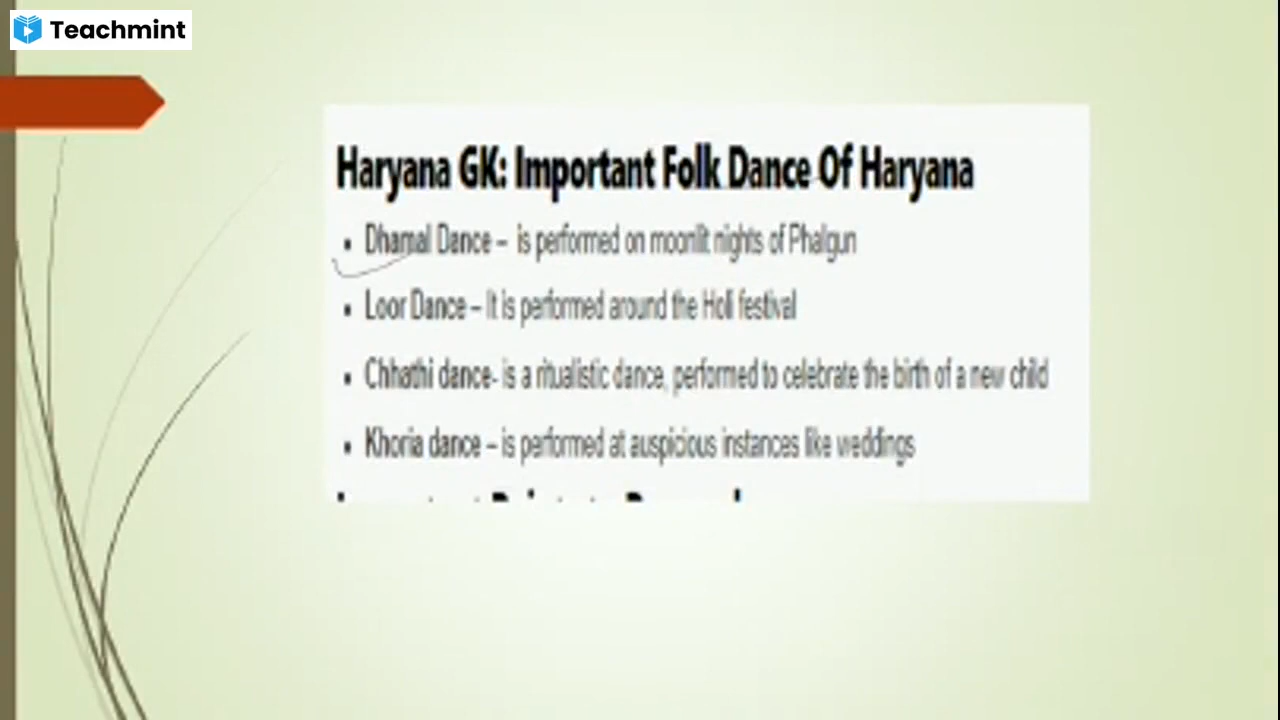 Teachmint
Haryana GK: Important Folk Dance Of Haryana
▪ Dhamal Dance – is performed on moonlit nights of Phalgun
▪ Loor Dance – It is performed around the Holi festival
▪ Chhathi dance- is a ritualistic dance, performed to celebrate the birth of a new child
▪ Khoria dance – is performed at auspicious instances like weddings